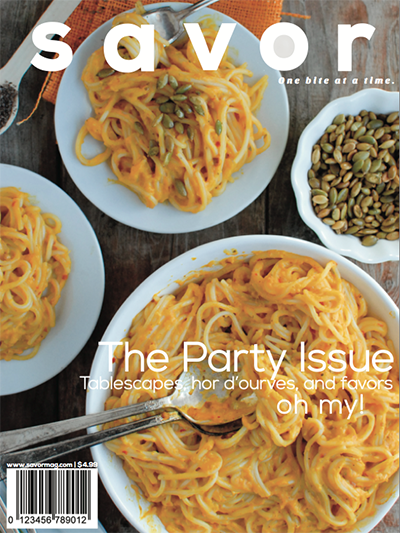 savor
One bite at a time.
The Party Issue
Tablescapes, hor d'ourves, and favors
oh my!
www.savormag.com | $4.99
0 123456 789012